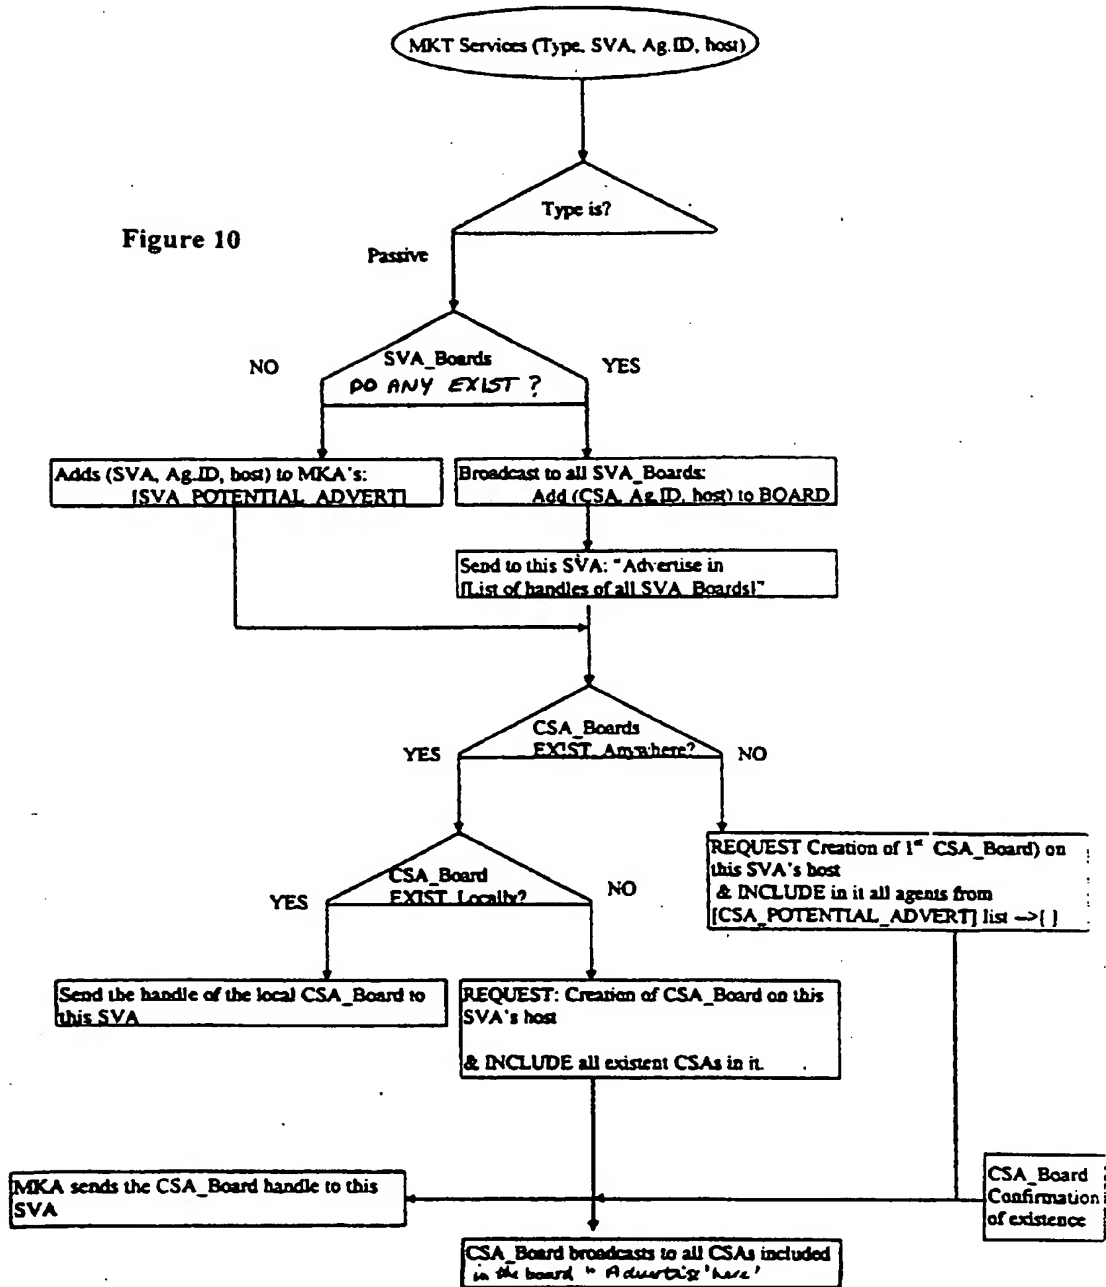 MKT Services (Type, SVA, Ag.ID, host)
Type is?
Figure 10
Passive
NO
SVA_Boards
DO ANY EXIST ?
YES
Adds (SVA, Ag.ID, host) to MKA's:
[SVA_POTENTIAL_ADVERT]
Broadcast to all SVA_Boards:
Add (CSA, Ag.ID, host) to BOARD
Send to this SVA: "Advertise in
[List of handles of all SVA_Boards]"
YES
CSA_Boards
EXIST Anywhere?
NO
YES
CSA_Board
EXIST Locally?
NO
REQUEST Creation of 1st CSA_Board) on
this SVA's host
& INCLUDE in it all agents from
[CSA_POTENTIAL_ADVERT] list -->[ ]
Send the handle of the local CSA_Board to
this SVA
REQUEST: Creation of CSA_Board on this
SVA's host
& INCLUDE all existent CSAs in it.
MKA sends the CSA_Board handle to this
SVA
CSA_Board
Confirmation
of existence
CSA_Board broadcasts to all CSAs included
in the board " Advertise 'here'